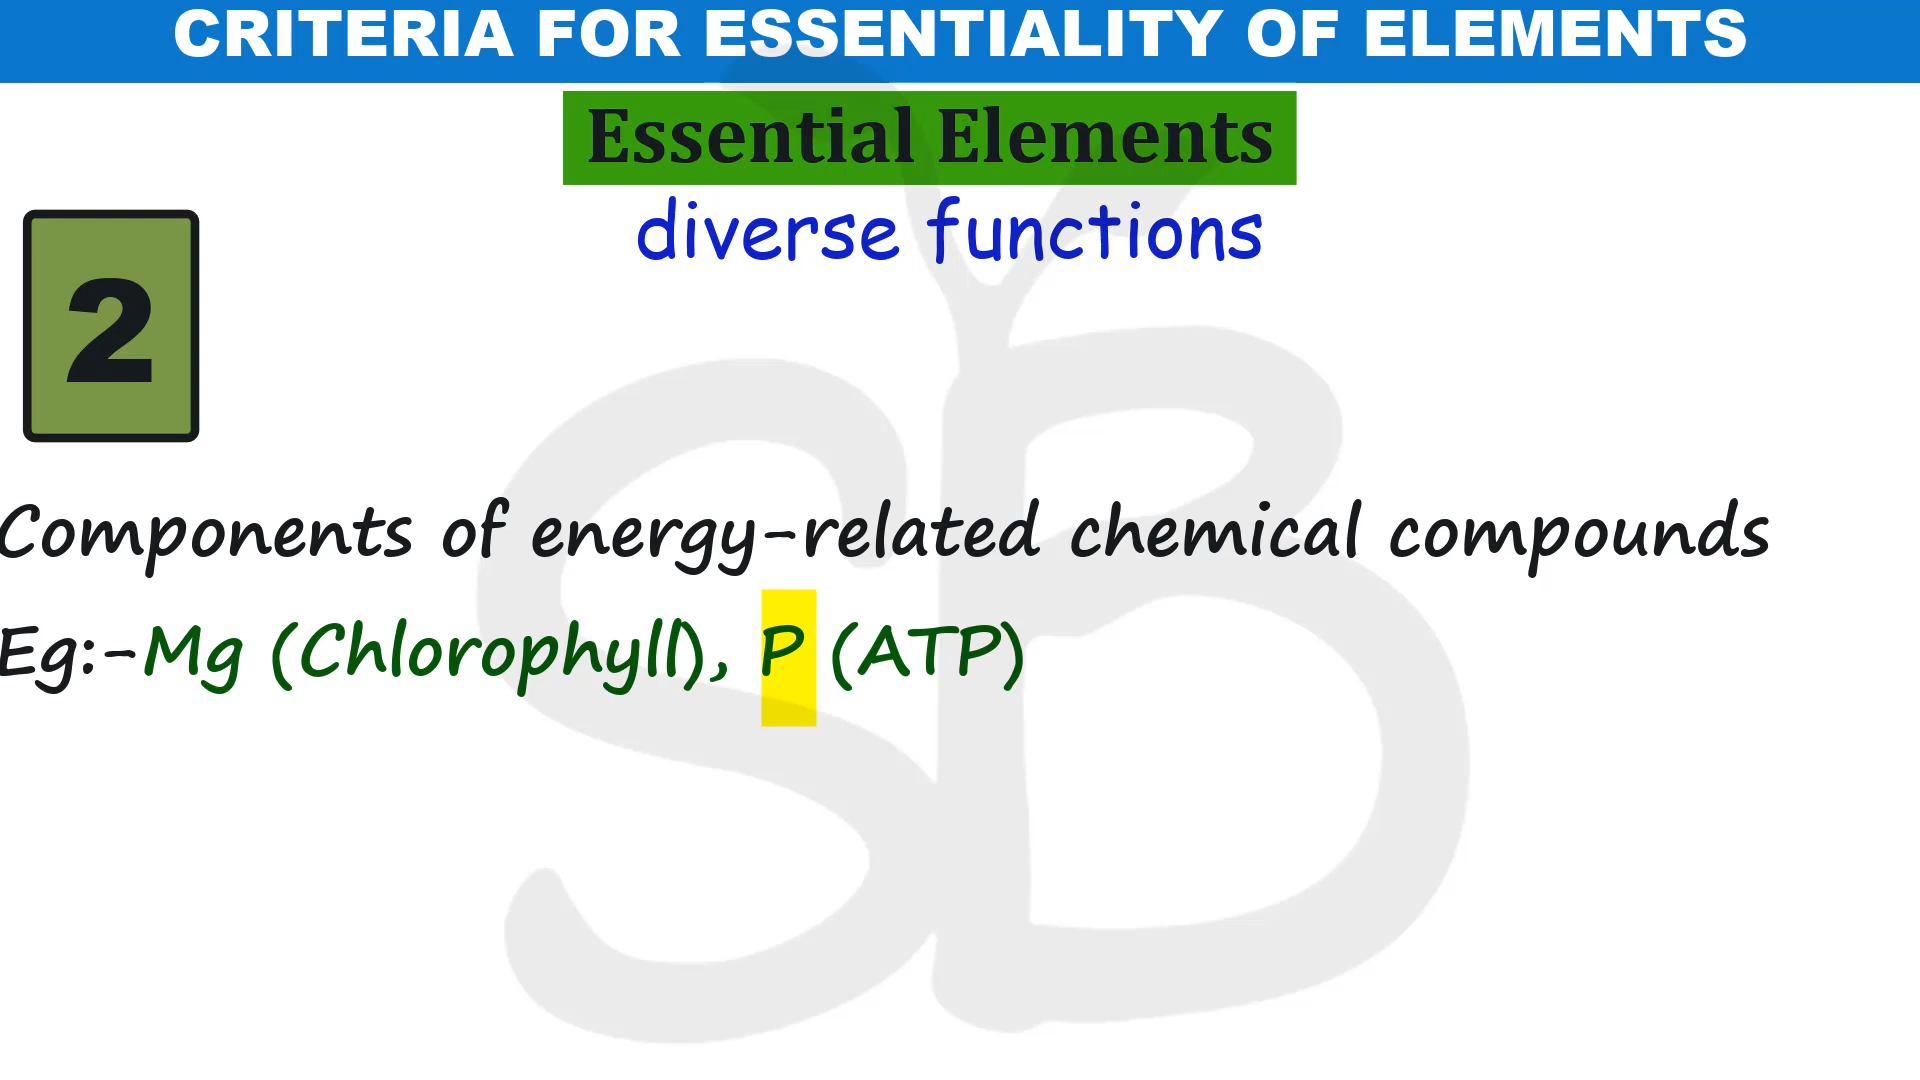 CRITERIA FOR ESSENTIALITY OF ELEMENTS
Essential Elements
diverse functions
2
Components of energy-related chemical compounds
Eg:-Mg (Chlorophyll), P (ATP)
SB